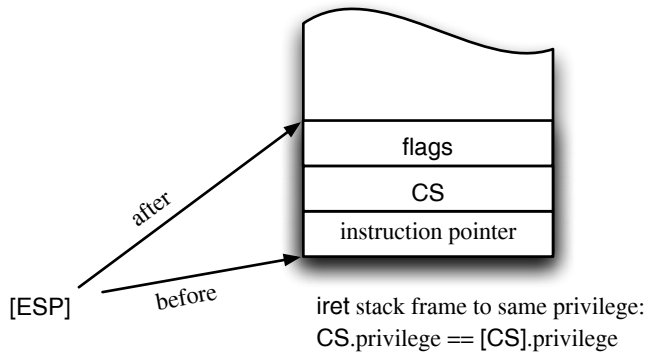 flags
CS
instruction pointer
after
before
[ESP]
iret stack frame to same privilege:
CS.privilege == [CS].privilege